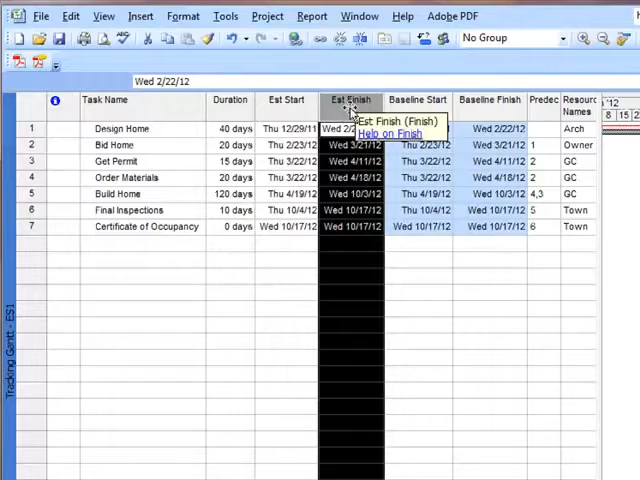 File Edit View Insert Format Tools Project Report Window Help Adobe PDF
No Group
Wed 2/22/12
Task Name Duration Est Start Est Finish Baseline Start Baseline Finish Predec Resourc Names '12
8 15 22
1 Design Home 40 days Thu 12/29/11 Wed 2/2 Wed 2/22/12 Arch
Est Finish (Finish)
Help on Finish
2 Bid Home 20 days Thu 2/23/12 Wed 3/21/12 Thu 2/23/12 Wed 3/21/12 1 Owner
3 Get Permit 15 days Thu 3/22/12 Wed 4/11/12 Thu 3/22/12 Wed 4/11/12 2 GC
4 Order Materials 20 days Thu 3/22/12 Wed 4/18/12 Thu 3/22/12 Wed 4/18/12 2 GC
5 Build Home 120 days Thu 4/19/12 Wed 10/3/12 Thu 4/19/12 Wed 10/3/12 4,3 GC
6 Final Inspections 10 days Thu 10/4/12 Wed 10/17/12 Thu 10/4/12 Wed 10/17/12 5 Town
7 Certificate of Occupancy 0 days Wed 10/17/12 Wed 10/17/12 Wed 10/17/12 Wed 10/17/12 6 Town
Tracking Gantt - ES1